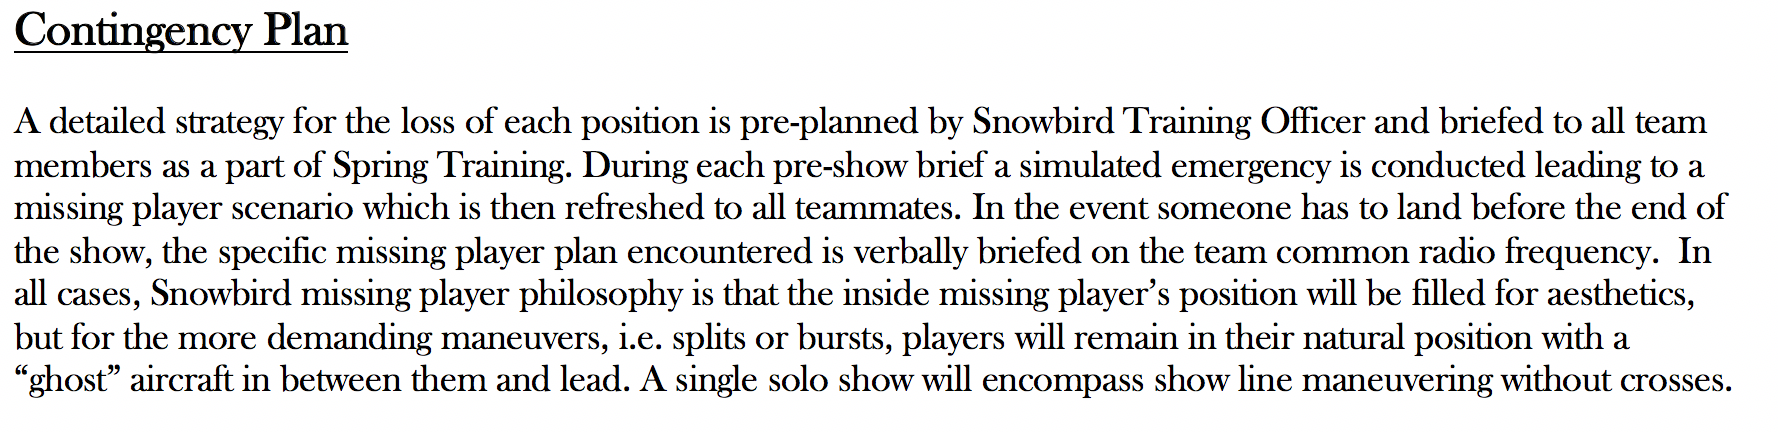 Contingency Plan
A detailed strategy for the loss of each position is pre-planned by Snowbird Training Officer and briefed to all team
members as a part of Spring Training. During each pre-show brief a simulated emergency is conducted leading to a
missing player scenario which is then refreshed to all teammates. In the event someone has to land before the end of
the show, the specific missing player plan encountered is verbally briefed on the team common radio frequency.  In
all cases, Snowbird missing player philosophy is that the inside missing player’s position will be filled for aesthetics,
but for the more demanding maneuvers, i.e. splits or bursts, players will remain in their natural position with a
“ghost” aircraft in between them and lead. A single solo show will encompass show line maneuvering without crosses.